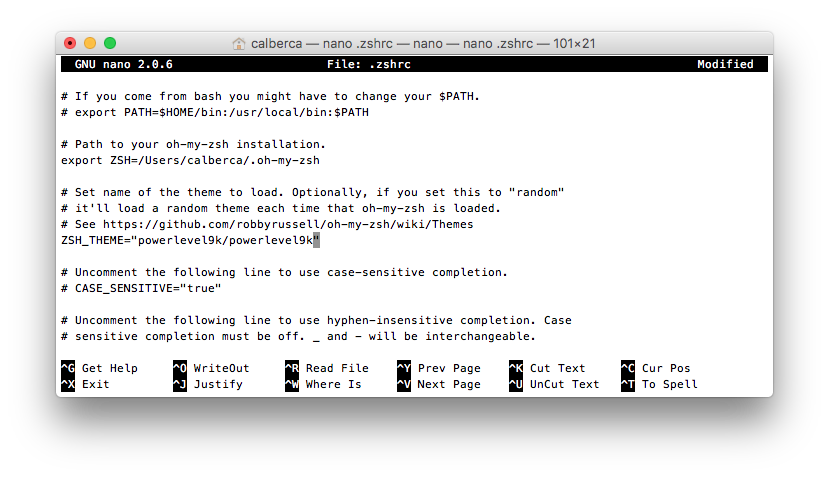 calberca — nano .zshrc — nano — nano .zshrc — 101×21
GNU nano 2.0.6 File: .zshrc Modified
# If you come from bash you might have to change your $PATH.
# export PATH=$HOME/bin:/usr/local/bin:$PATH
# Path to your oh-my-zsh installation.
export ZSH=/Users/calberca/.oh-my-zsh
# Set name of the theme to load. Optionally, if you set this to "random"
# it'll load a random theme each time that oh-my-zsh is loaded.
# See https://github.com/robbyrussell/oh-my-zsh/wiki/Themes
ZSH_THEME="powerlevel9k/powerlevel9k"
# Uncomment the following line to use case-sensitive completion.
# CASE_SENSITIVE="true"
# Uncomment the following line to use hyphen-insensitive completion. Case
# sensitive completion must be off. _ and - will be interchangeable.
^G Get Help ^O WriteOut ^R Read File ^Y Prev Page ^K Cut Text ^C Cur Pos
^X Exit ^J Justify ^W Where Is ^V Next Page ^U UnCut Text ^T To Spell